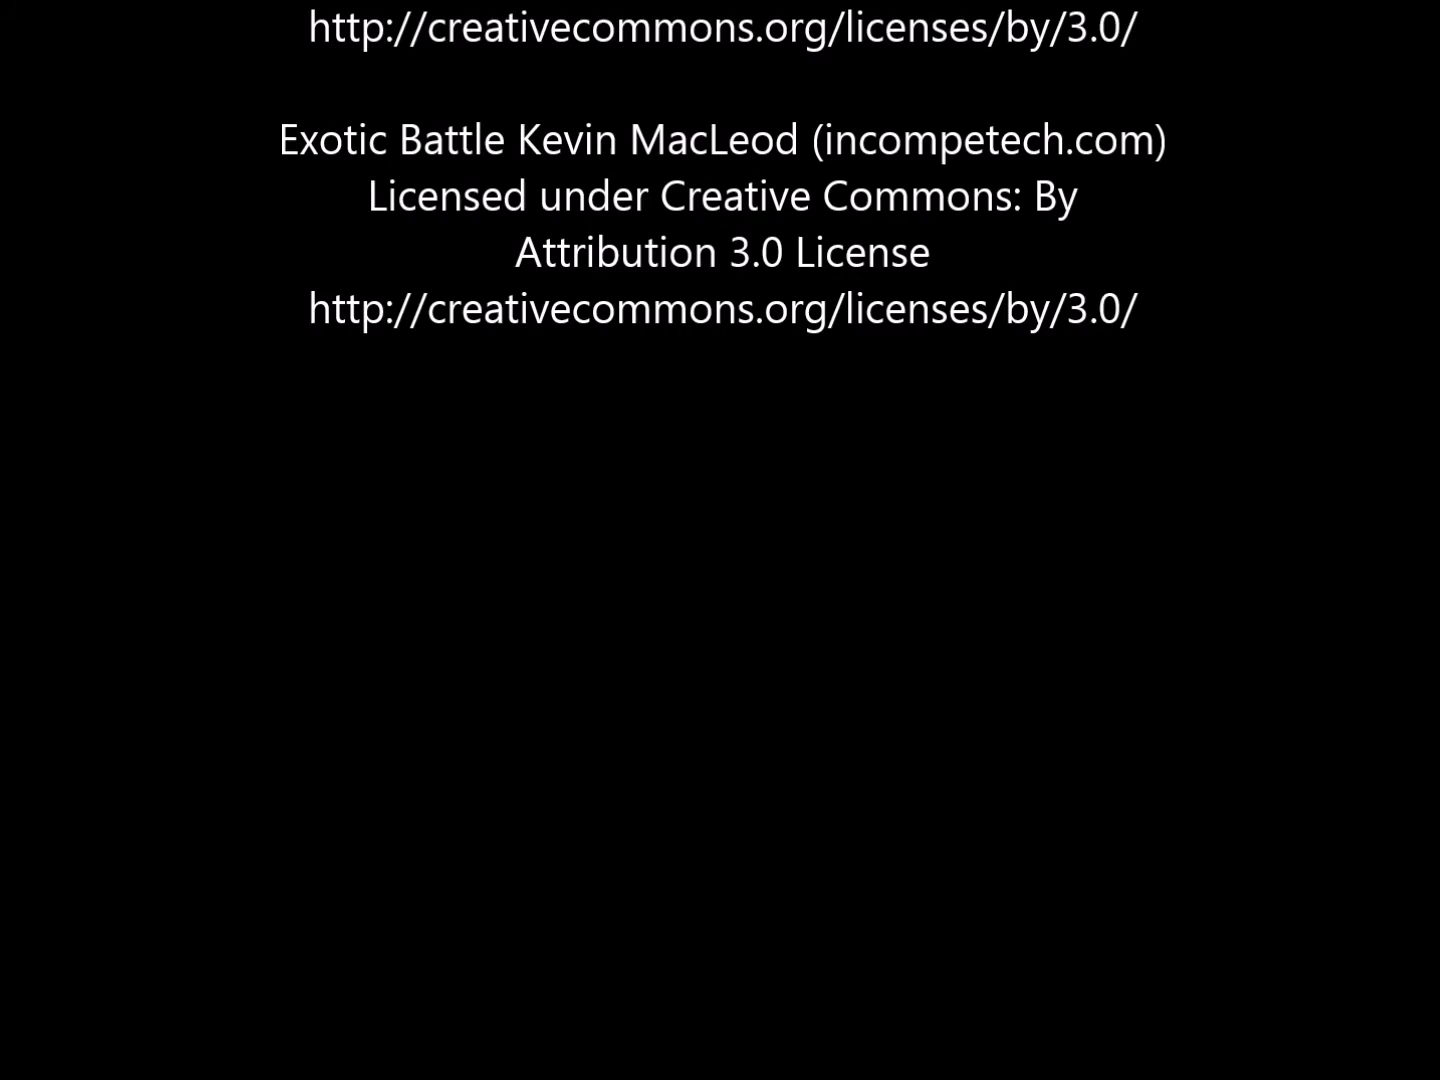 http://creativecommons.org/licenses/by/3.0/
Exotic Battle Kevin MacLeod (incompetech.com)
Licensed under Creative Commons: By
Attribution 3.0 License
http://creativecommons.org/licenses/by/3.0/